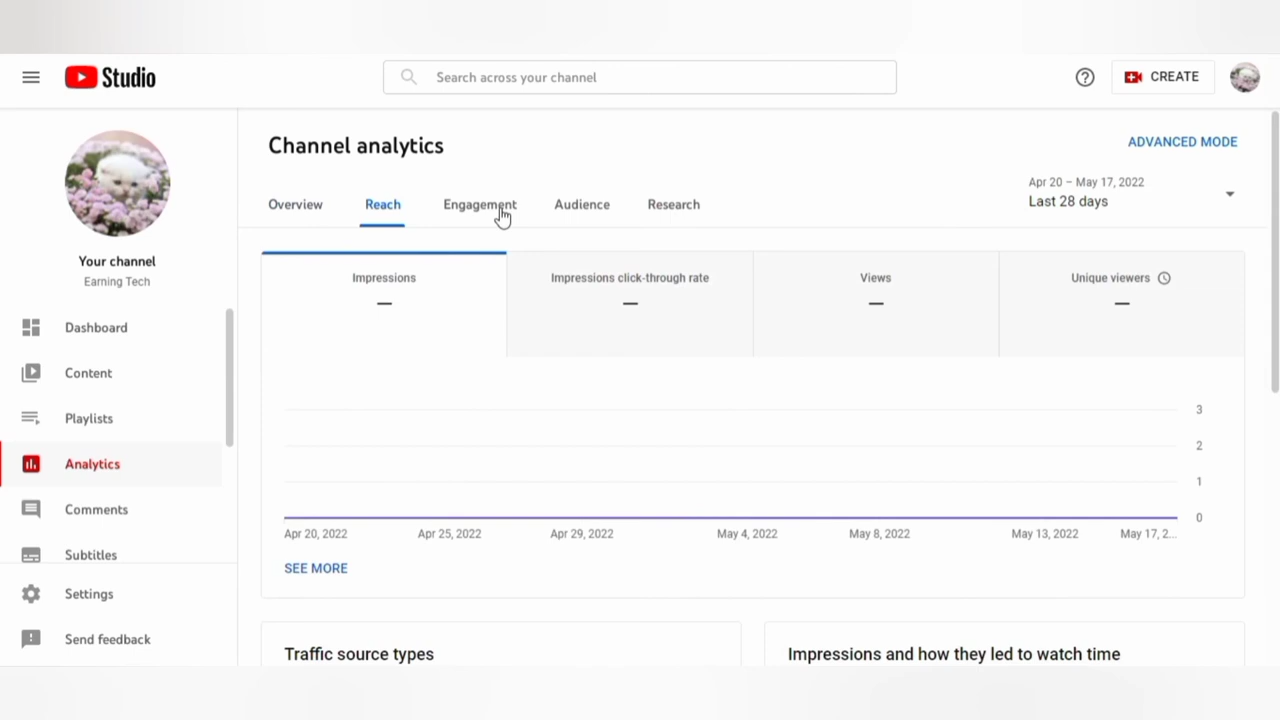 Studio
Search across your channel
CREATE
Your channel
Earning Tech
Dashboard
Content
Playlists
Analytics
Comments
Subtitles
Settings
Send feedback
Channel analytics
ADVANCED MODE
Overview
Reach
Engagement
Audience
Research
Apr 20 – May 17, 2022
Last 28 days
Impressions
—
Impressions click-through rate
—
Views
—
Unique viewers
—
3
2
1
0
Apr 20, 2022
Apr 25, 2022
Apr 29, 2022
May 4, 2022
May 8, 2022
May 13, 2022
May 17, 2...
SEE MORE
Traffic source types
Impressions and how they led to watch time